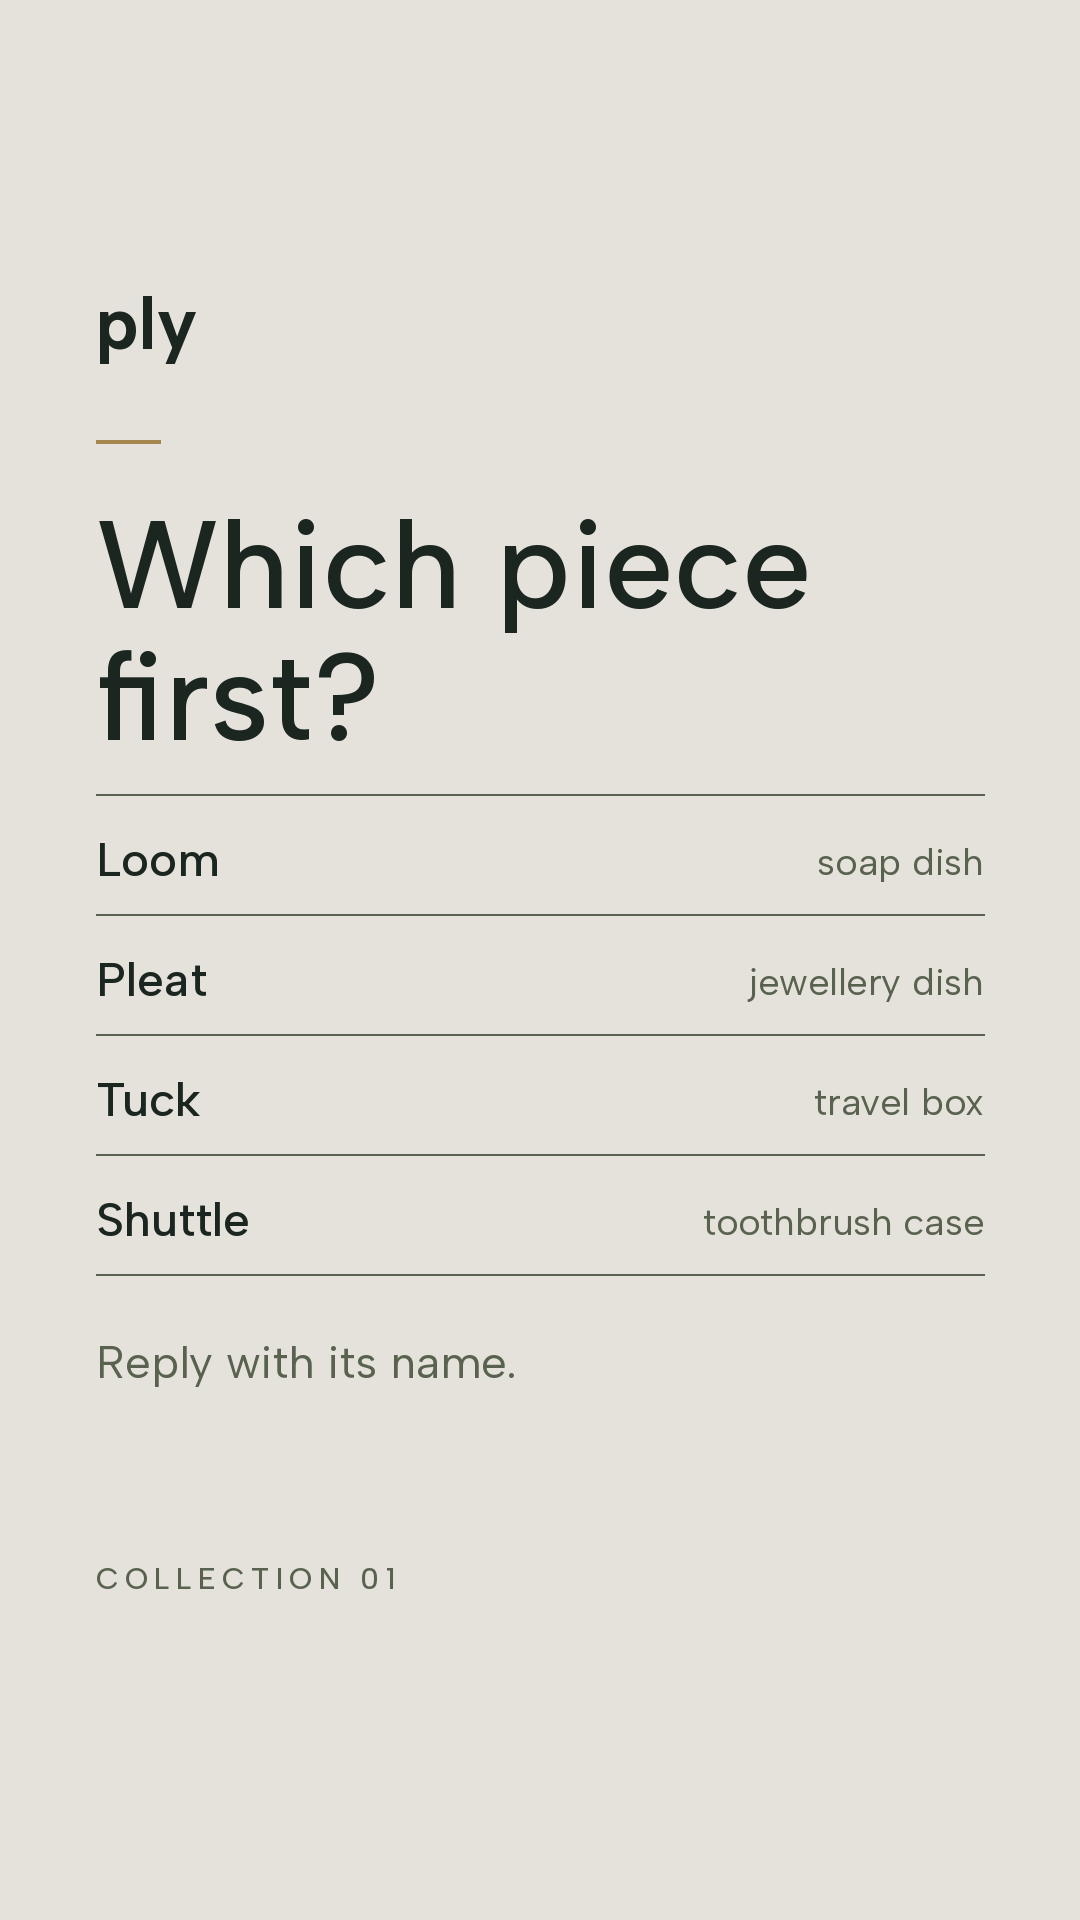 ply
Which piece
first?
Loom soap dish
Pleat jewellery dish
Tuck travel box
Shuttle toothbrush case
Reply with its name.
COLLECTION 01